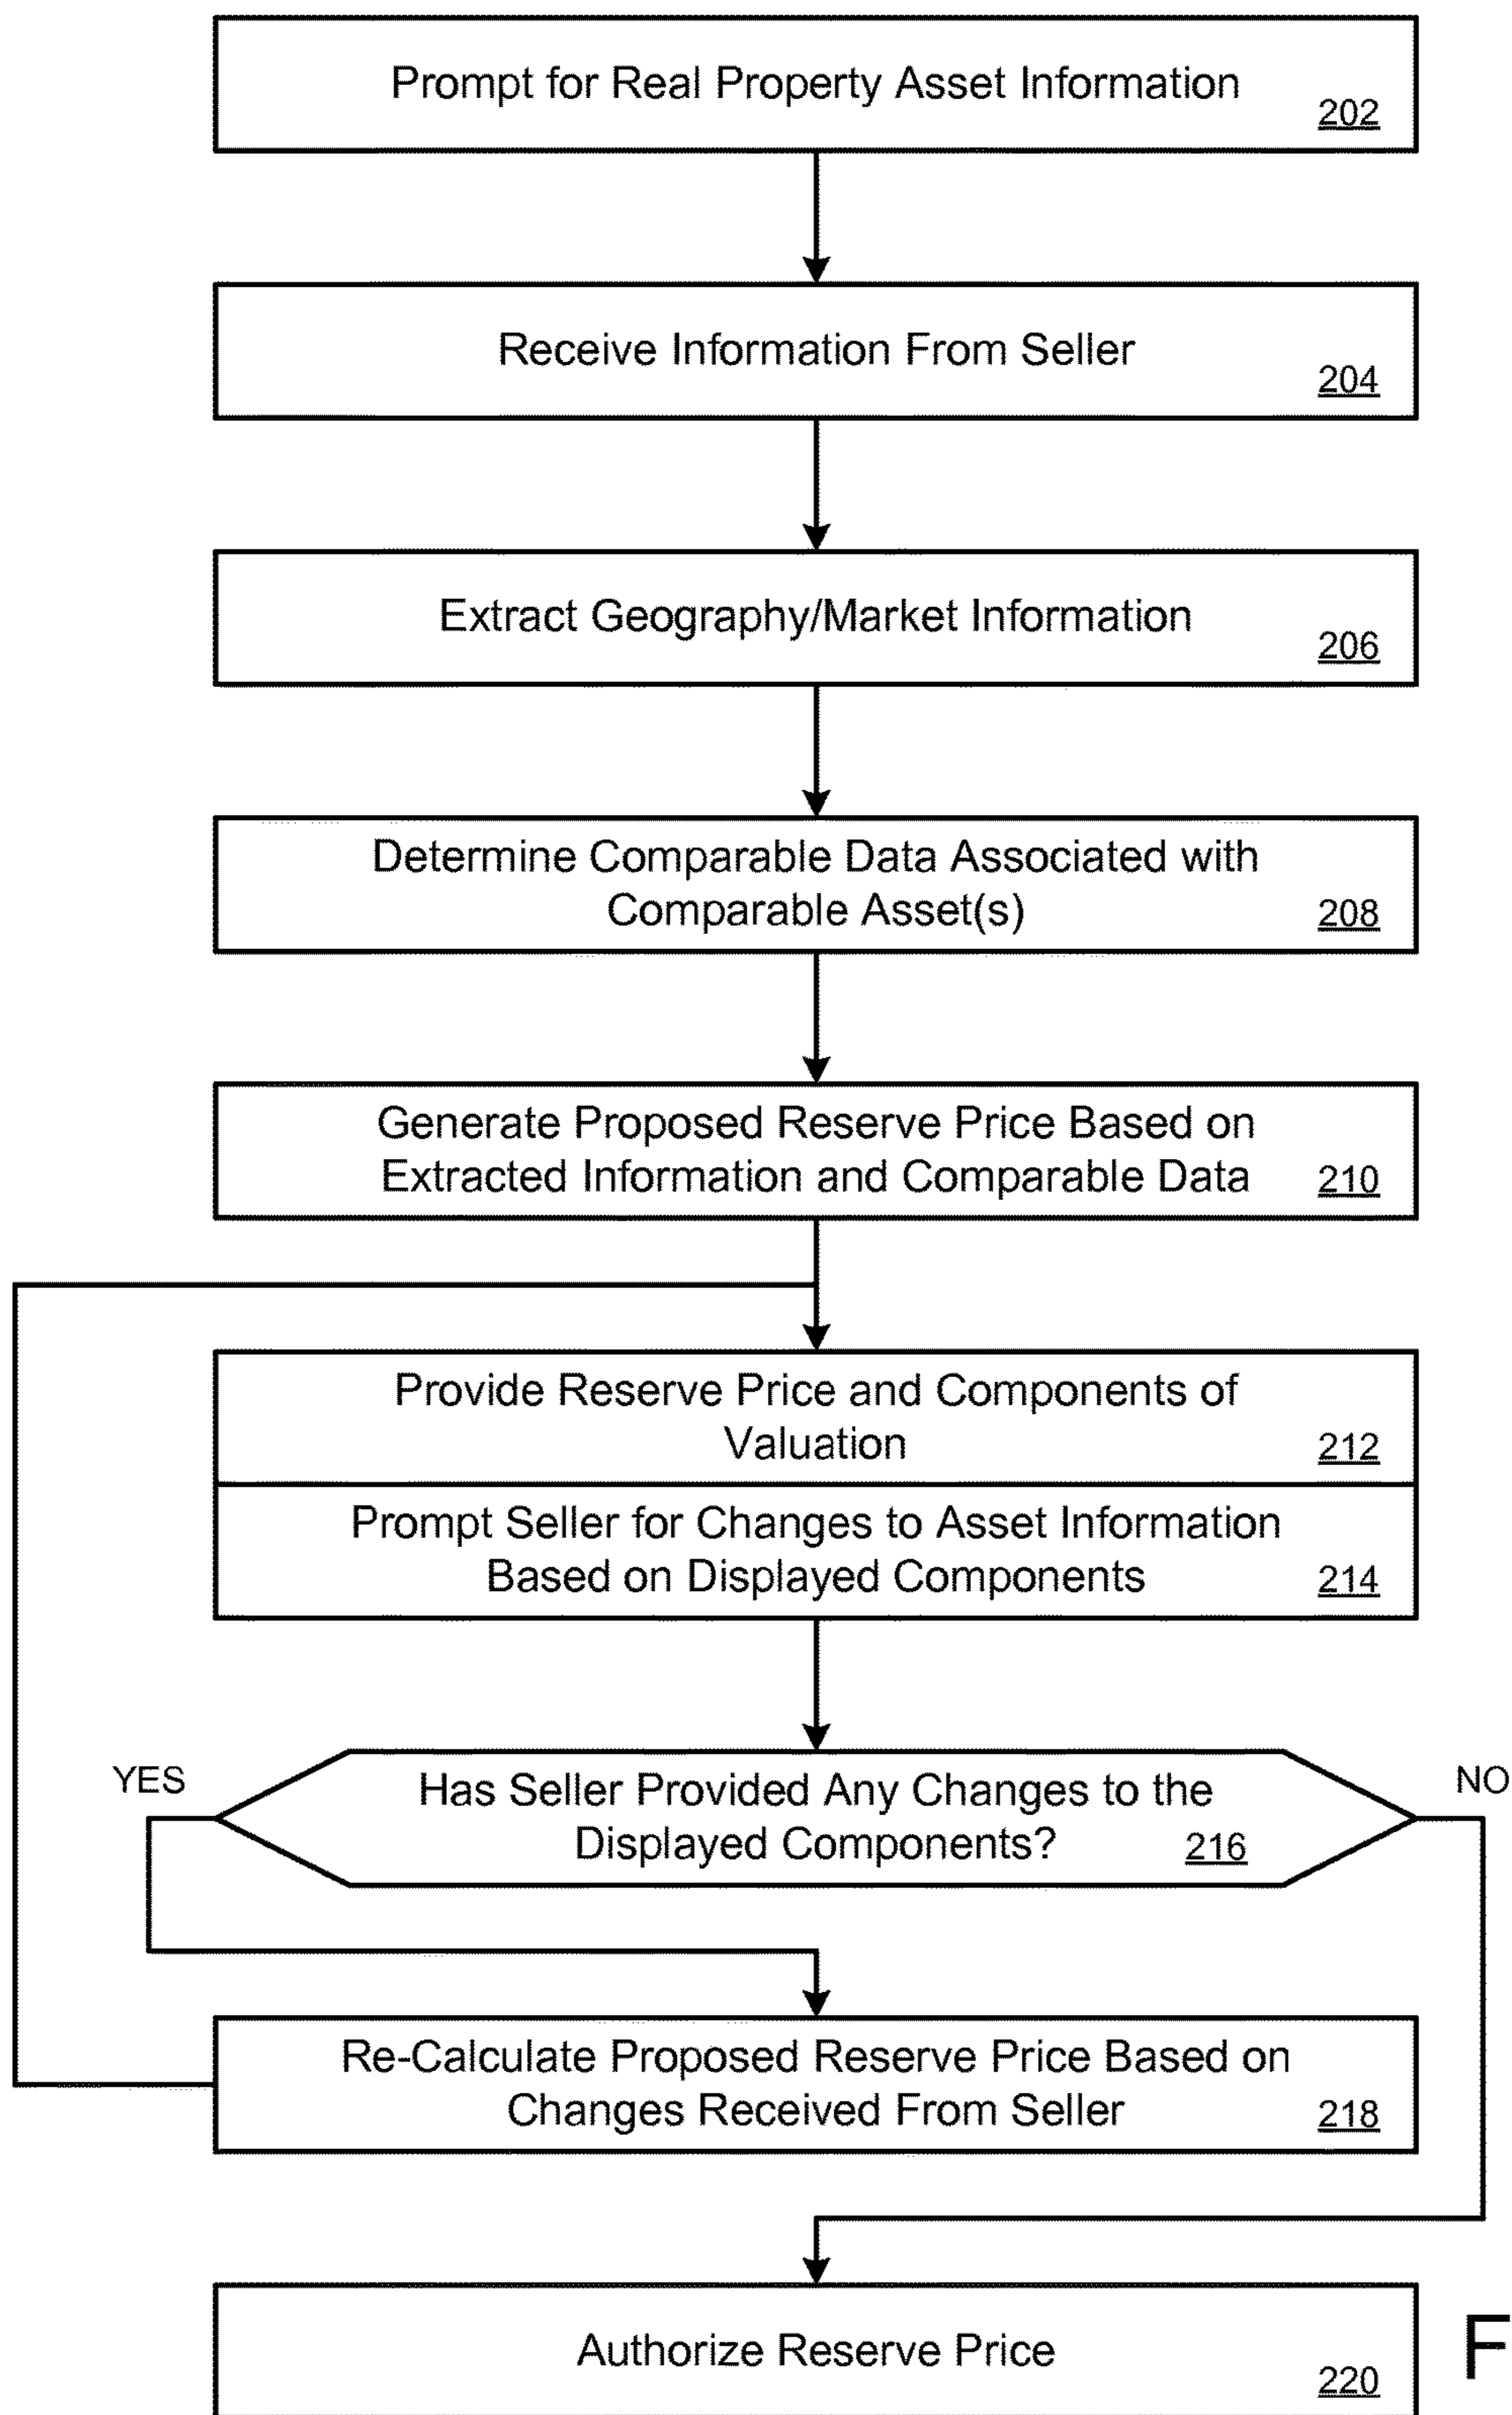 Prompt for Real Property Asset Information
202
Receive Information From Seller
204
Extract Geography/Market Information
206
Determine Comparable Data Associated with
Comparable Asset(s)
208
Generate Proposed Reserve Price Based on
Extracted Information and Comparable Data
210
Provide Reserve Price and Components of
Valuation
212
Prompt Seller for Changes to Asset Information
Based on Displayed Components
214
YES
Has Seller Provided Any Changes to the
Displayed Components?
216
NO
Re-Calculate Proposed Reserve Price Based on
Changes Received From Seller
218
Authorize Reserve Price
220
F